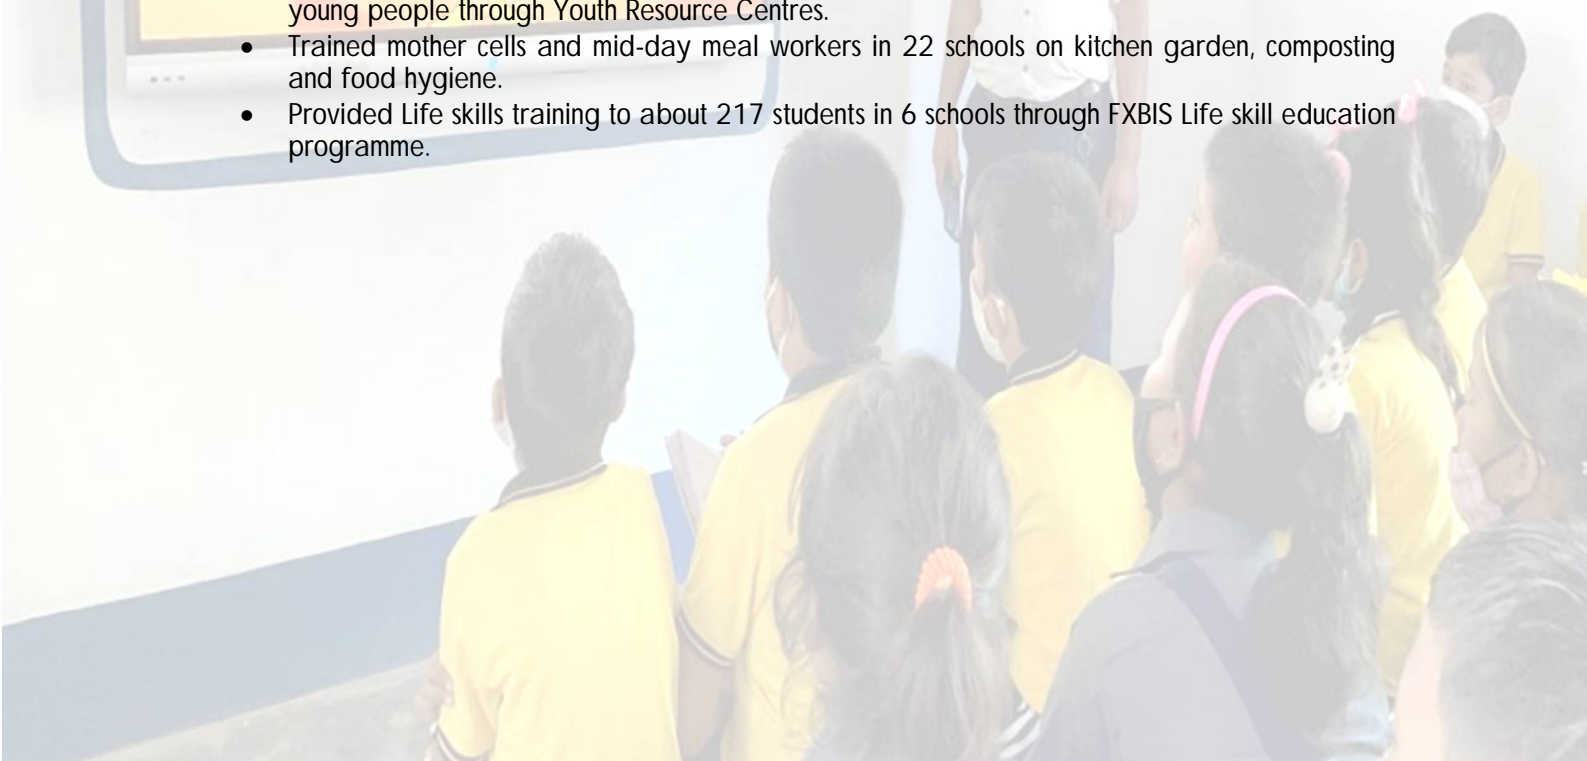 young people through Youth Resource Centres.
• Trained mother cells and mid-day meal workers in 22 schools on kitchen garden, composting
and food hygiene.
• Provided Life skills training to about 217 students in 6 schools through FXBIS Life skill education
programme.